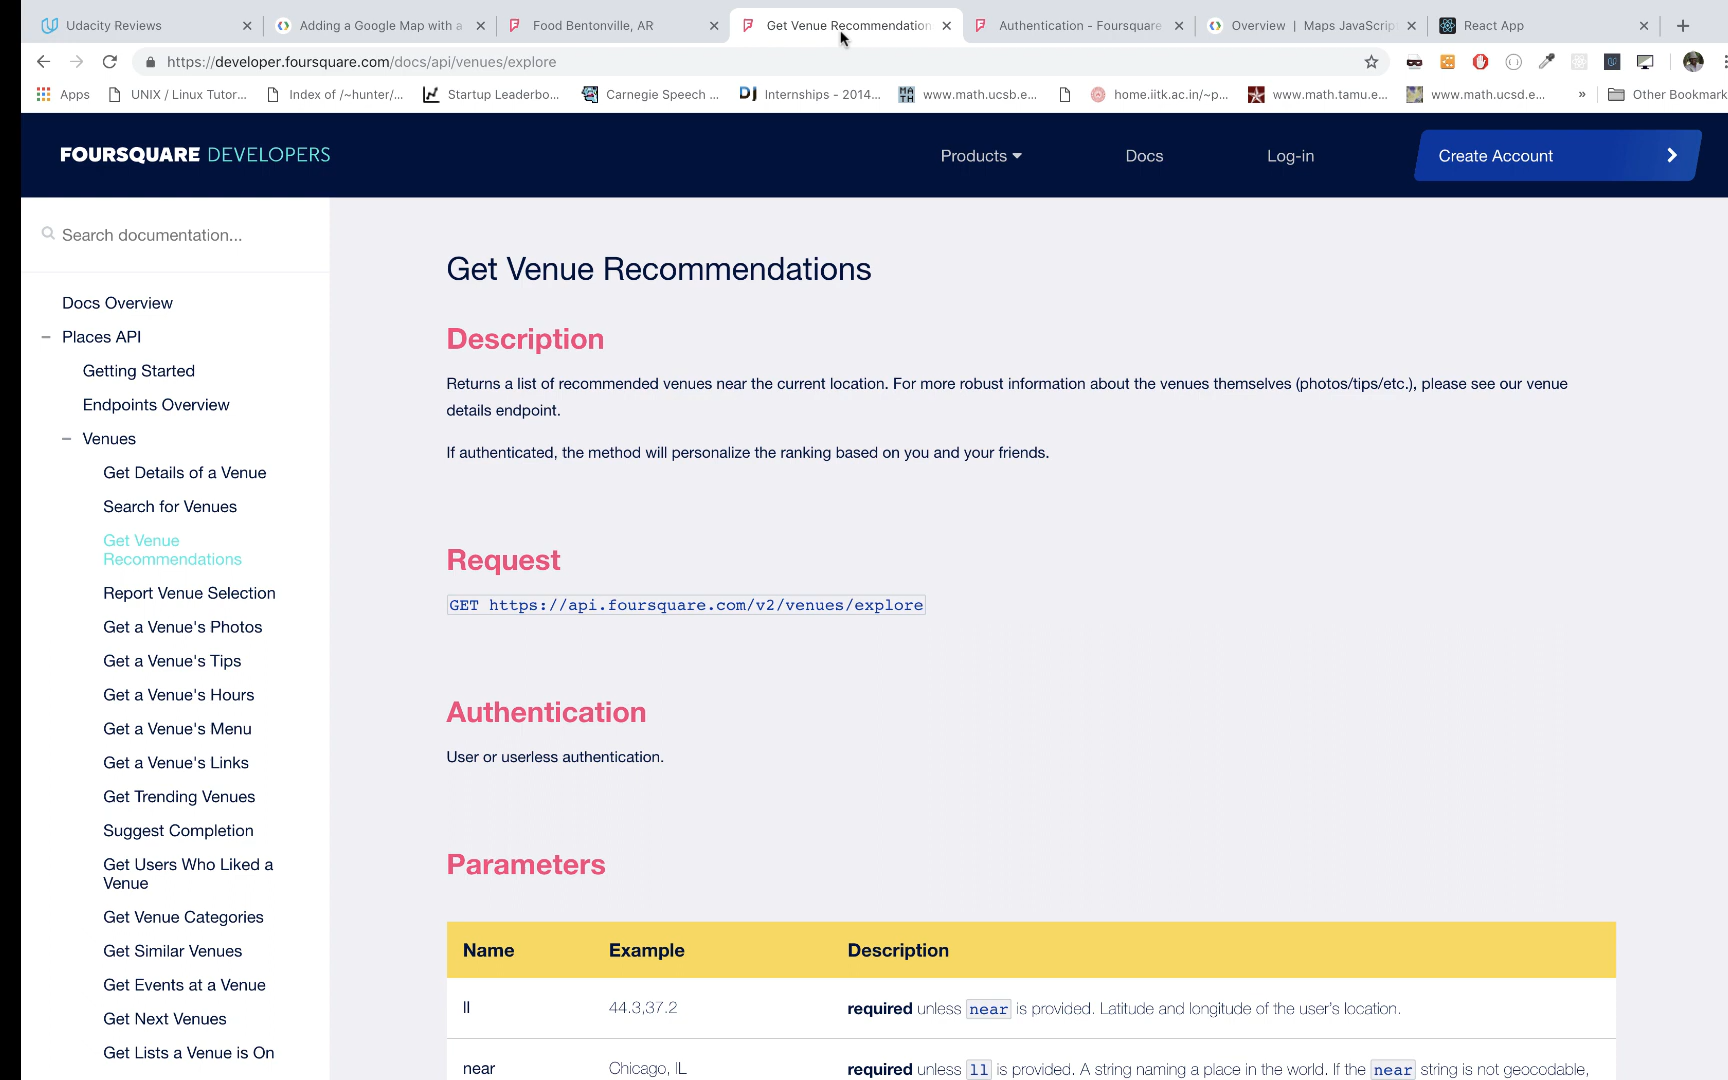 Udacity Reviews
Adding a Google Map with a
Food Bentonville, AR
Get Venue Recommendation
Authentication - Foursquare
Overview | Maps JavaScrip
React App
https://developer.foursquare.com/docs/api/venues/explore
Apps
UNIX / Linux Tutor...
Index of /~hunter/...
Startup Leaderbo...
Carnegie Speech ...
Internships - 2014...
www.math.ucsb.e...
home.iitk.ac.in/~p...
www.math.tamu.e...
www.math.ucsd.e...
»
Other Bookmark
FOURSQUARE DEVELOPERS
Products
Docs
Log-in
Create Account
Search documentation...
Docs Overview
Places API
Getting Started
Endpoints Overview
Venues
Get Details of a Venue
Search for Venues
Get Venue
Recommendations
Report Venue Selection
Get a Venue's Photos
Get a Venue's Tips
Get a Venue's Hours
Get a Venue's Menu
Get a Venue's Links
Get Trending Venues
Suggest Completion
Get Users Who Liked a
Venue
Get Venue Categories
Get Similar Venues
Get Events at a Venue
Get Next Venues
Get Lists a Venue is On
Get Venue Recommendations
Description
Returns a list of recommended venues near the current location. For more robust information about the venues themselves (photos/tips/etc.), please see our venue
details endpoint.
If authenticated, the method will personalize the ranking based on you and your friends.
Request
GET https://api.foursquare.com/v2/venues/explore
Authentication
User or userless authentication.
Parameters
Name Example Description
ll 44.3,37.2 required unless near is provided. Latitude and longitude of the user's location.
near Chicago, IL required unless ll is provided. A string naming a place in the world. If the near string is not geocodable,